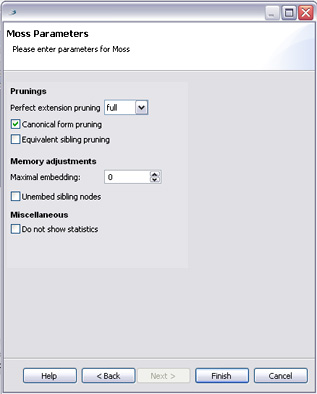 Moss Parameters
Please enter parameters for Moss
Prunings
Perfect extension pruning full
Canonical form pruning
Equivalent sibling pruning
Memory adjustments
Maximal embedding: 0
Unembed sibling nodes
Miscellaneous
Do not show statistics
Help < Back Next > Finish Cancel